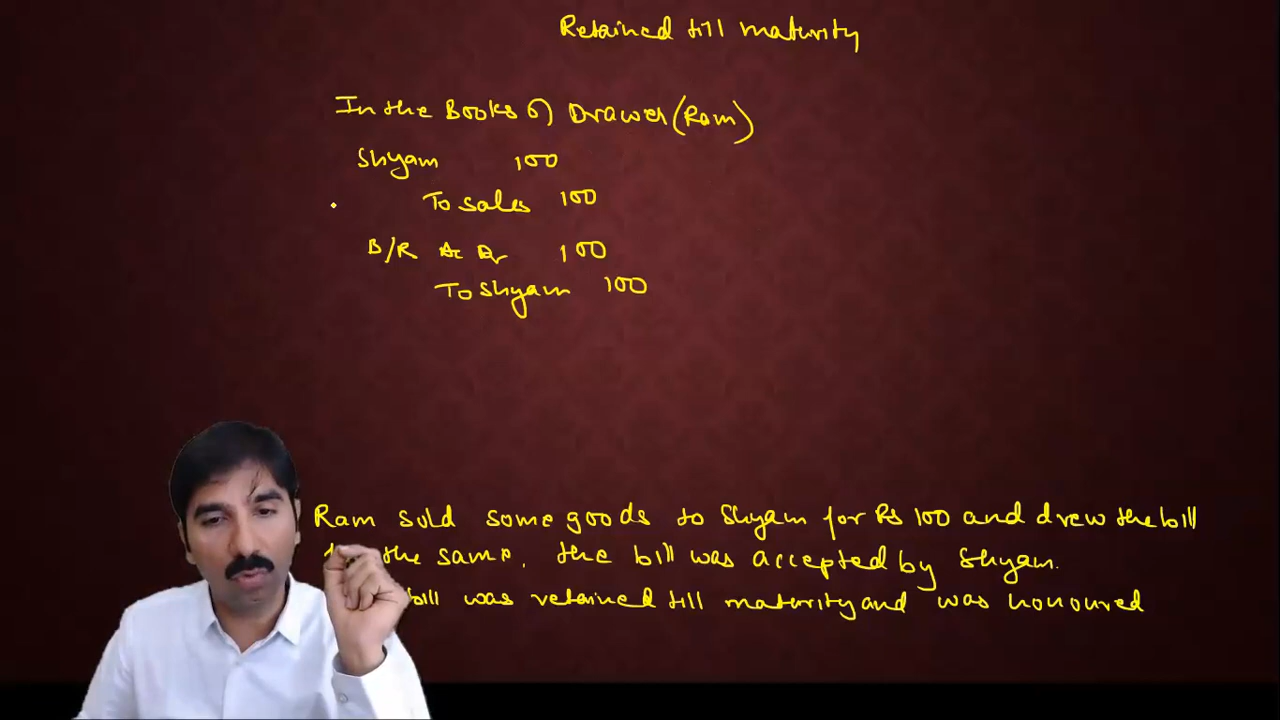 Retained till maturity
In the Books of Drawer (Ram)
Shyam 100
To sales 100
B/R Ac Dr 100
To Shyam 100
Ram sold some goods to Shyam for Rs 100 and drew the bill
the same. the bill was accepted by Shyam.
bill was retained till maturity and was honoured